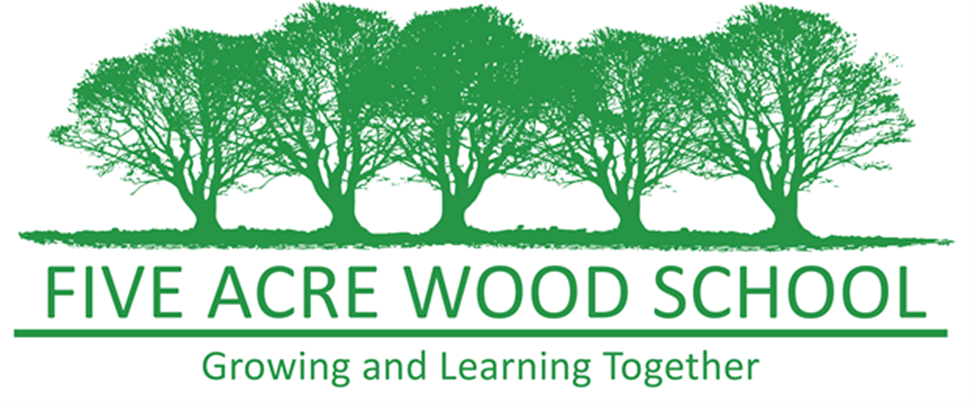 FIVE ACRE WOOD SCHOOL
Growing and Learning Together